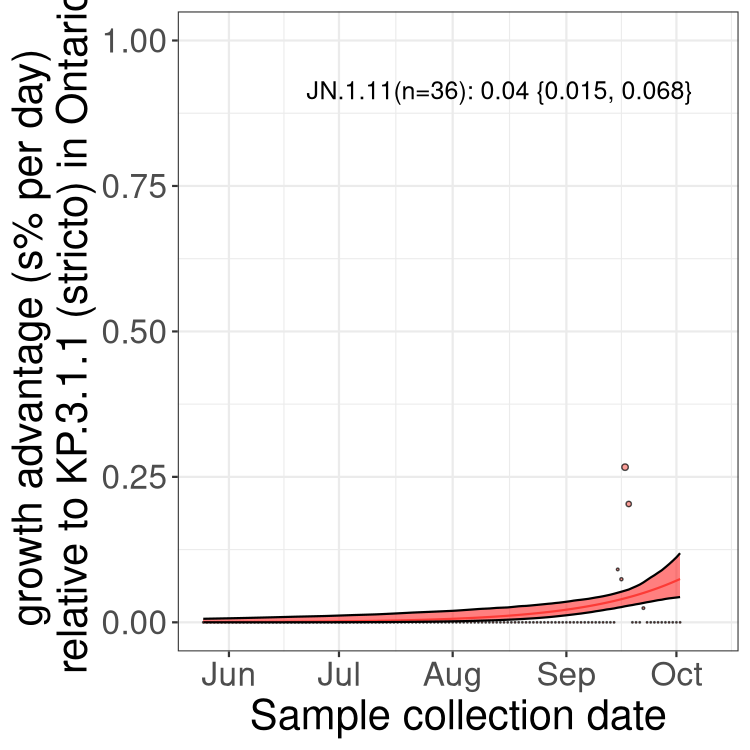 growth advantage (s% per day)
relative to KP.3.1.1 (stricto) in Ontario
1.00
JN.1.11(n=36): 0.04 {0.015, 0.068}
0.75
0.50
0.25
0.00
Jun Jul Aug Sep Oct
Sample collection date